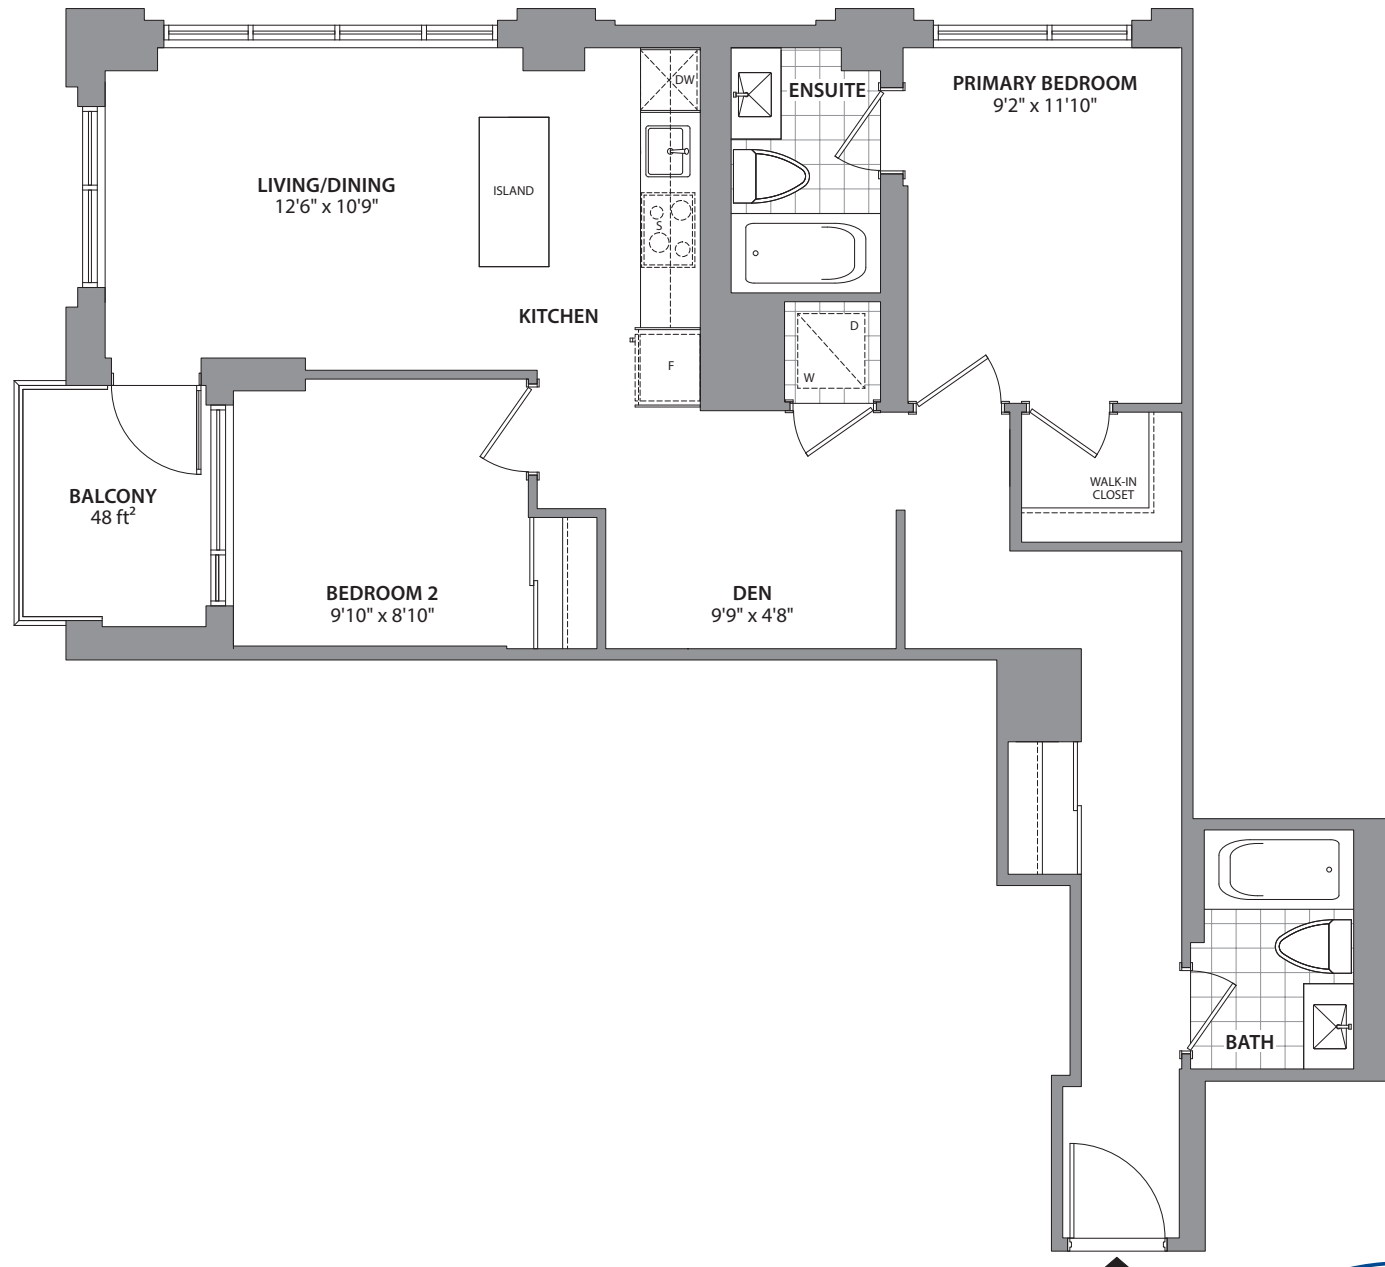 DW
ENSUITE
PRIMARY BEDROOM
9'2" x 11'10"
LIVING/DINING
12'6" x 10'9"
ISLAND
S
KITCHEN
D
W
F
WALK-IN
CLOSET
BALCONY
48 ft²
BEDROOM 2
9'10" x 8'10"
DEN
9'9" x 4'8"
BATH